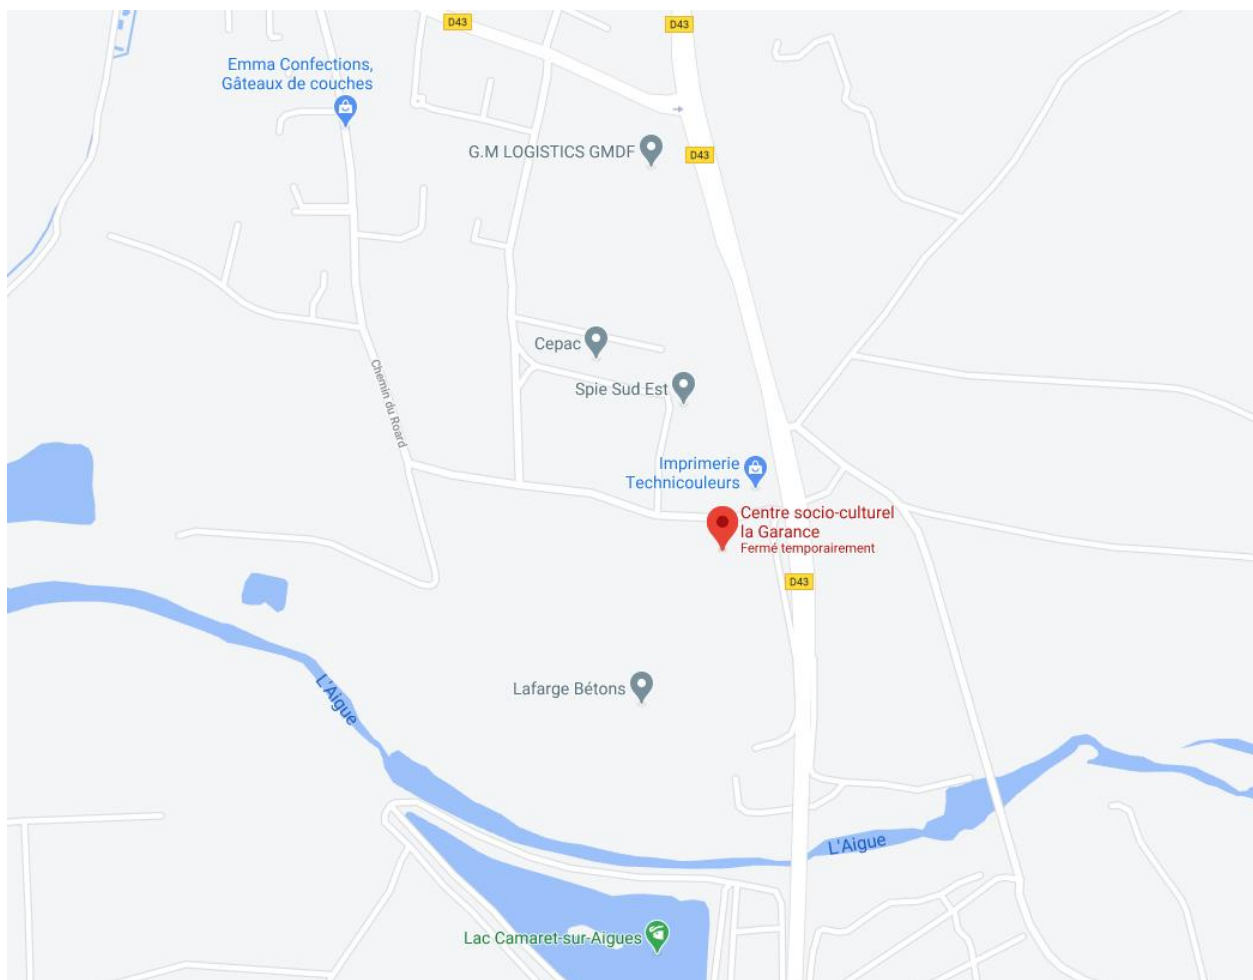 D43
D43
Emma Confections,
Gâteaux de couches
G.M LOGISTICS GMDF
D43
Cepac
Spie Sud Est
Chemin du Roard
Imprimerie
Technicouleurs
Centre socio-culturel
la Garance
Fermé temporairement
D43
L'Aigue
Lafarge Bétons
L'Aigue
Lac Camaret-sur-Aigues